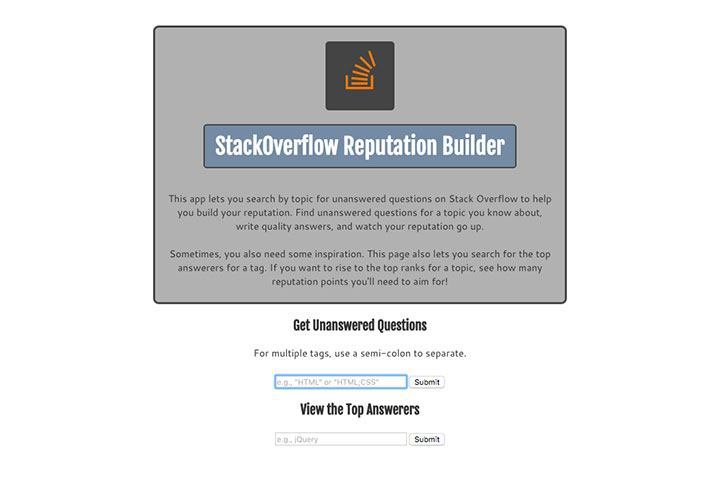 StackOverflow Reputation Builder
This app lets you search by topic for unanswered questions on Stack Overflow to help
you build your reputation. Find unanswered questions for a topic you know about,
write quality answers, and watch your reputation go up.
Sometimes, you also need some inspiration. This page also lets you search for the top
answerers for a tag. If you want to rise to the top ranks for a topic, see how many
reputation points you'll need to aim for!
Get Unanswered Questions
For multiple tags, use a semi-colon to separate.
e.g., "HTML" or "HTML;CSS" Submit
View the Top Answerers
e.g., jQuery Submit